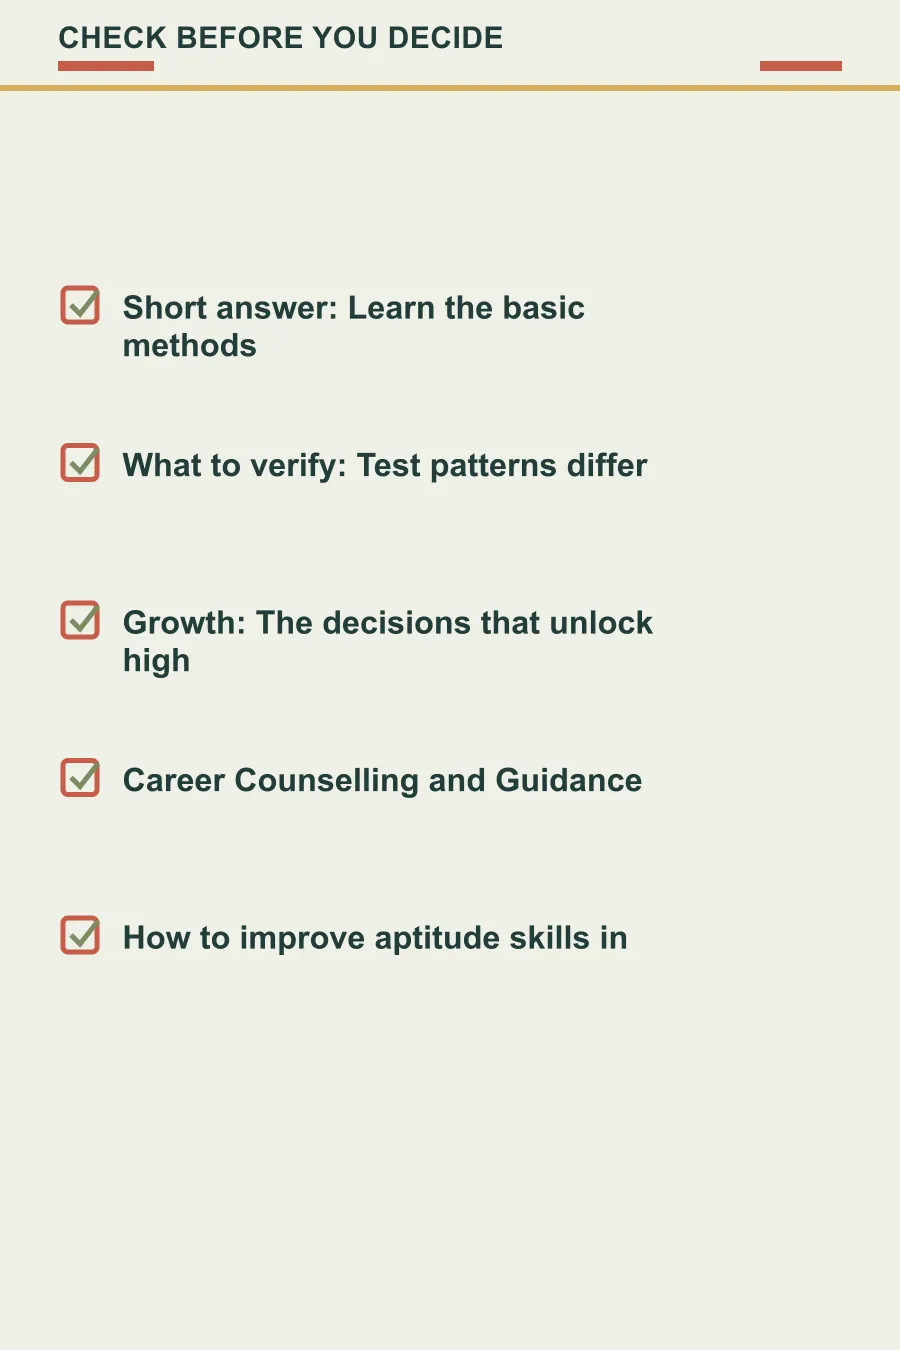 CHECK BEFORE YOU DECIDE
Short answer: Learn the basic
methods
What to verify: Test patterns differ
Growth: The decisions that unlock
high
Career Counselling and Guidance
How to improve aptitude skills in